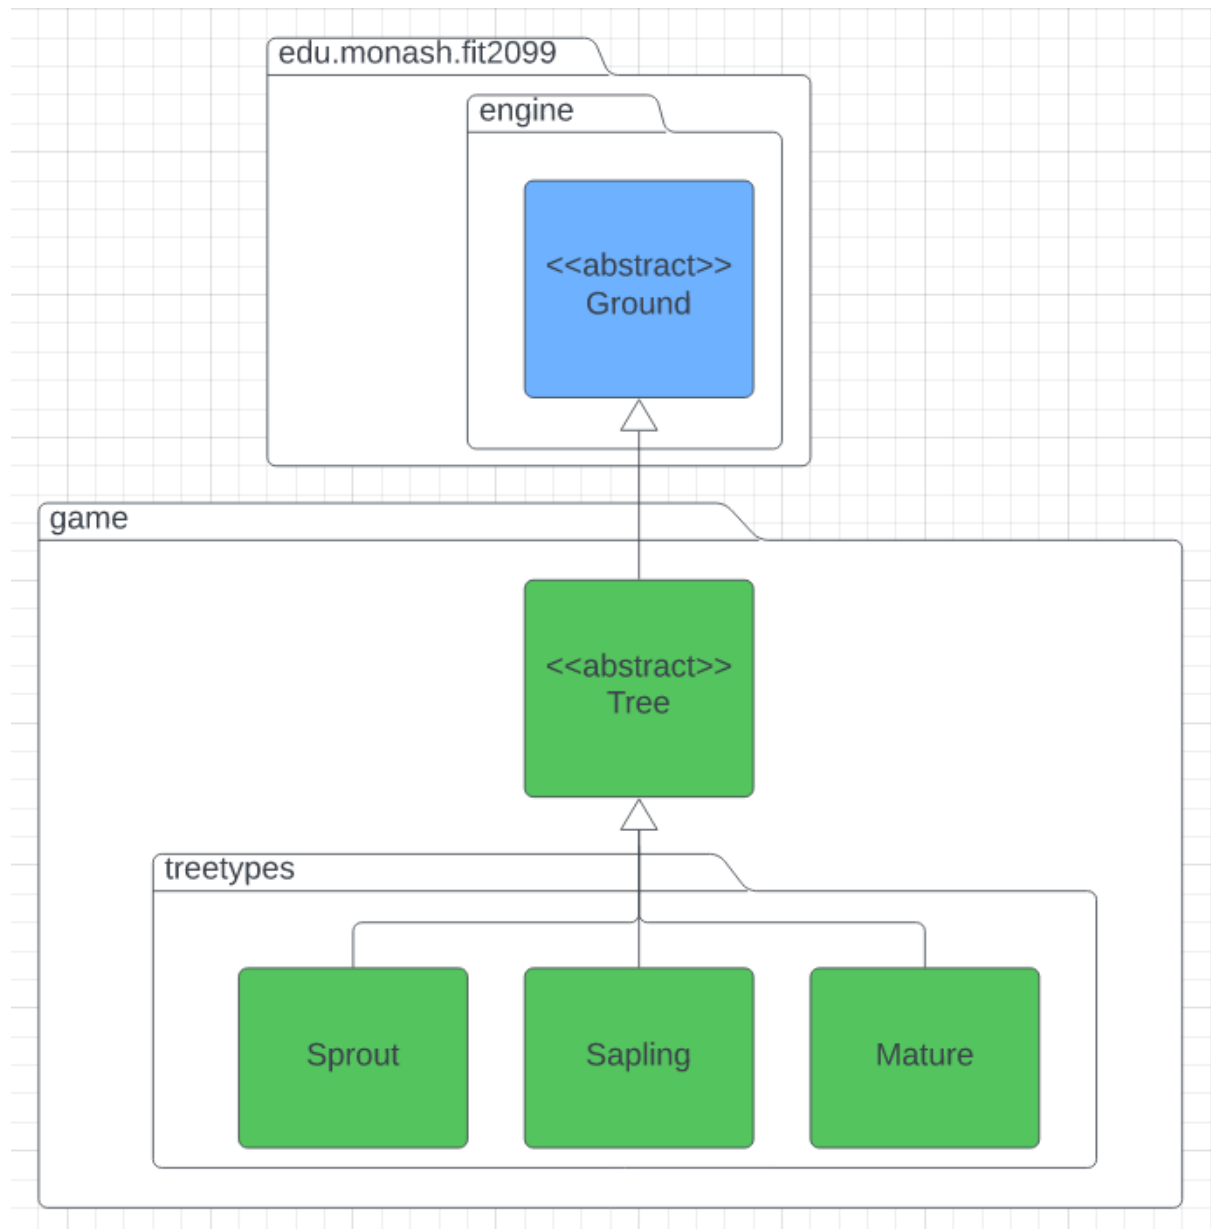 edu.monash.fit2099
engine
<<abstract>>
Ground
game
<<abstract>>
Tree
treetypes
Sprout
Sapling
Mature